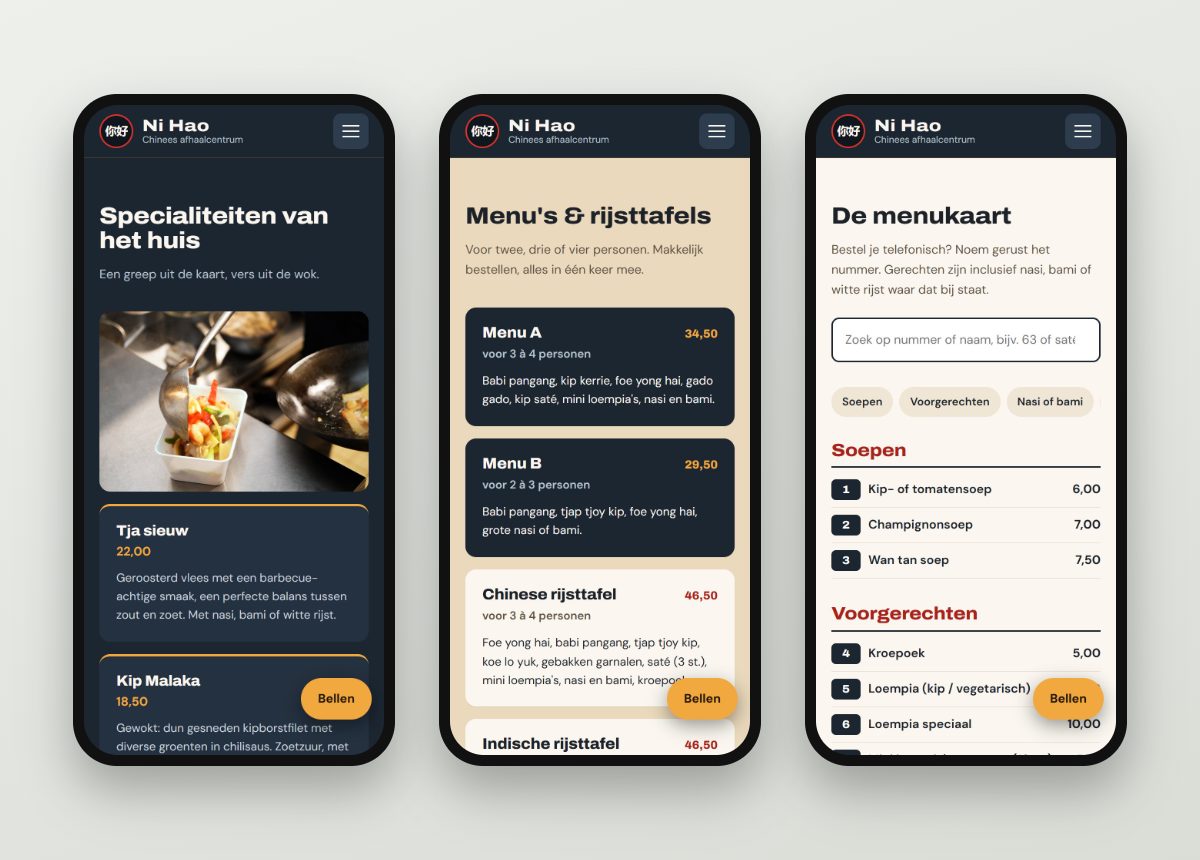 你好
Ni Hao
Chinees afhaalcentrum
Specialiteiten van
het huis
Een greep uit de kaart, vers uit de wok.
Tja sieuw
22,00
Geroosterd vlees met een barbecue-
achtige smaak, een perfecte balans tussen
zout en zoet. Met nasi, bami of witte rijst.
Kip Malaka
18,50
Gewokt: dun gesneden kipborstfilet met
diverse groenten in chilisaus. Zoetzuur, met
Bellen
你好
Ni Hao
Chinees afhaalcentrum
Menu's & rijsttafels
Voor twee, drie of vier personen. Makkelijk
bestellen, alles in één keer mee.
Menu A
34,50
voor 3 à 4 personen
Babi pangang, kip kerrie, foe yong hai, gado
gado, kip saté, mini loempia's, nasi en bami.
Menu B
29,50
voor 2 à 3 personen
Babi pangang, tjap tjoy kip, foe yong hai,
grote nasi of bami.
Chinese rijsttafel
46,50
voor 3 à 4 personen
Foe yong hai, babi pangang, tjap tjoy kip,
koe lo yuk, gebakken garnalen, saté (3 st.),
mini loempia's, nasi en bami,
Bellen
Indische rijsttafel
46,50
你好
Ni Hao
Chinees afhaalcentrum
De menukaart
Bestel je telefonisch? Noem gerust het
nummer. Gerechten zijn inclusief nasi, bami of
witte rijst waar dat bij staat.
Zoek op nummer of naam, bijv. 63 of saté
Soepen
Voorgerechten
Nasi of bami
Soepen
1 Kip- of tomatensoep 6,00
2 Champignonsoep 7,00
3 Wan tan soep 7,50
Voorgerechten
4 Kroepoek 5,00
5 Loempia (kip / vegetarisch)
Bellen
6 Loempia speciaal 10,00